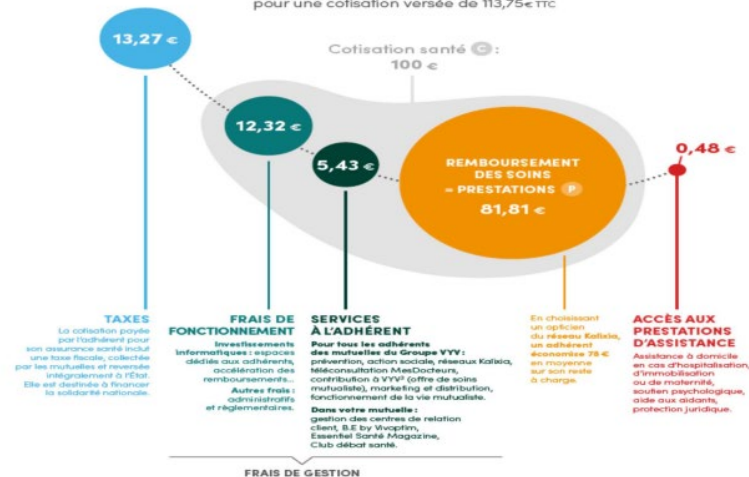 pour une cotisation versée de 113,75€ TTC
13,27 €
Cotisation santé C :
100 €
12,32 €
5,43 €
REMBOURSEMENT
DES SOINS
= PRESTATIONS P
81,81 €
0,48 €
TAXES
La cotisation payée
par l'adhérent pour
son assurance santé inclut
une taxe fiscale, collectée
par les mutuelles et reversée
intégralement à l'État.
Elle est destinée à financer
la solidarité nationale.
FRAIS DE
FONCTIONNEMENT
Investissements
informatiques : espaces
dédiés aux adhérents,
accélération des
remboursements...
Autres frais :
administratifs
et règlementaires.
SERVICES
À L'ADHÉRENT
Pour tous les adhérents
des mutuelles du Groupe VYV :
prévention, action sociale, réseaux Kalixia,
téléconsultation MesDocteurs,
contribution à VYV³ (offre de soins
mutualiste), marketing et distribution,
fonctionnement de la vie mutualiste.
Dans votre mutuelle :
gestion des centres de relation
client, B.E by Vivoptim,
Essentiel Santé Magazine,
Club débat santé.
En choisissant
un opticien
du réseau Kalixia,
un adhérent
économise 78 €
en moyenne
sur son reste
à charge.
ACCÈS AUX
PRESTATIONS
D'ASSISTANCE
Assistance à domicile
en cas d'hospitalisation,
d'immobilisation
ou de maternité,
soutien psychologique,
aide aux aidants,
protection juridique.
FRAIS DE GESTION